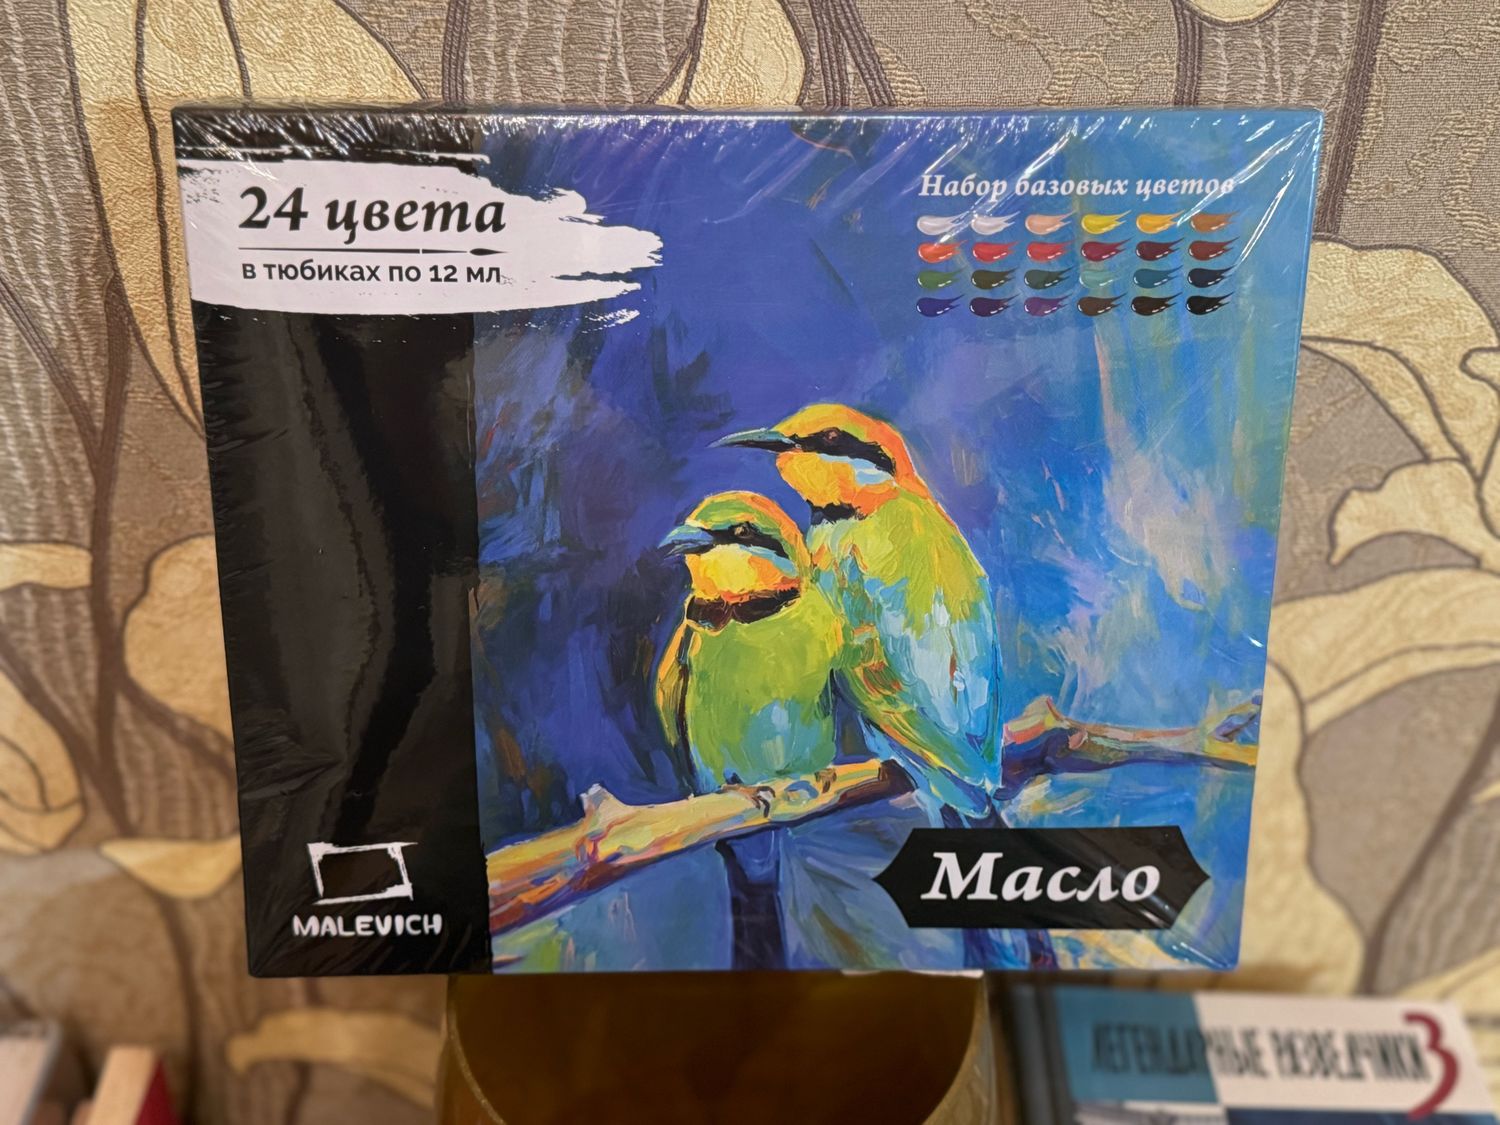 24 цвета
в тюбиках по 12 мл
Набор базовых цветов
MALEVICH
Масло
ЛЕГЕНДАРНЫЕ РАЗВЕДЧИКИ 3